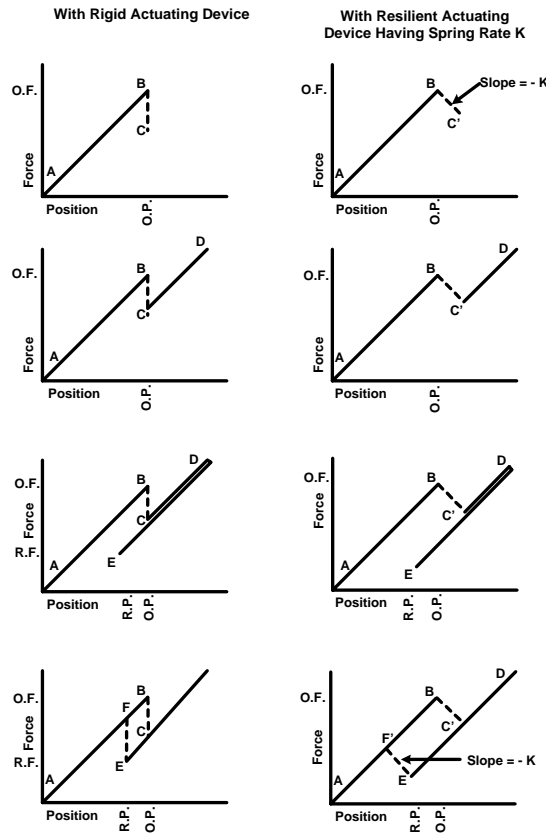 With Rigid Actuating Device
With Resilient Actuating
Device Having Spring Rate K
O.F.
B
C
A
Force
Position
O.P.
O.F.
B
Slope = - K
C'
A
Force
Position
O.P.
D
O.F.
B
C
A
Force
Position
O.P.
D
O.F.
B
C'
A
Force
Position
O.P.
D
O.F.
B
Force
C
R.F.
E
A
Position
R.P.
O.P.
D
O.F.
B
Force
C'
A
E
Position
R.P.
O.P.
O.F.
B
F
Force
C
R.F.
E
A
Position
R.P.
O.P.
D
O.F.
B
C'
Force
F'
Slope = - K
A
E
Position
R.P.
O.P.